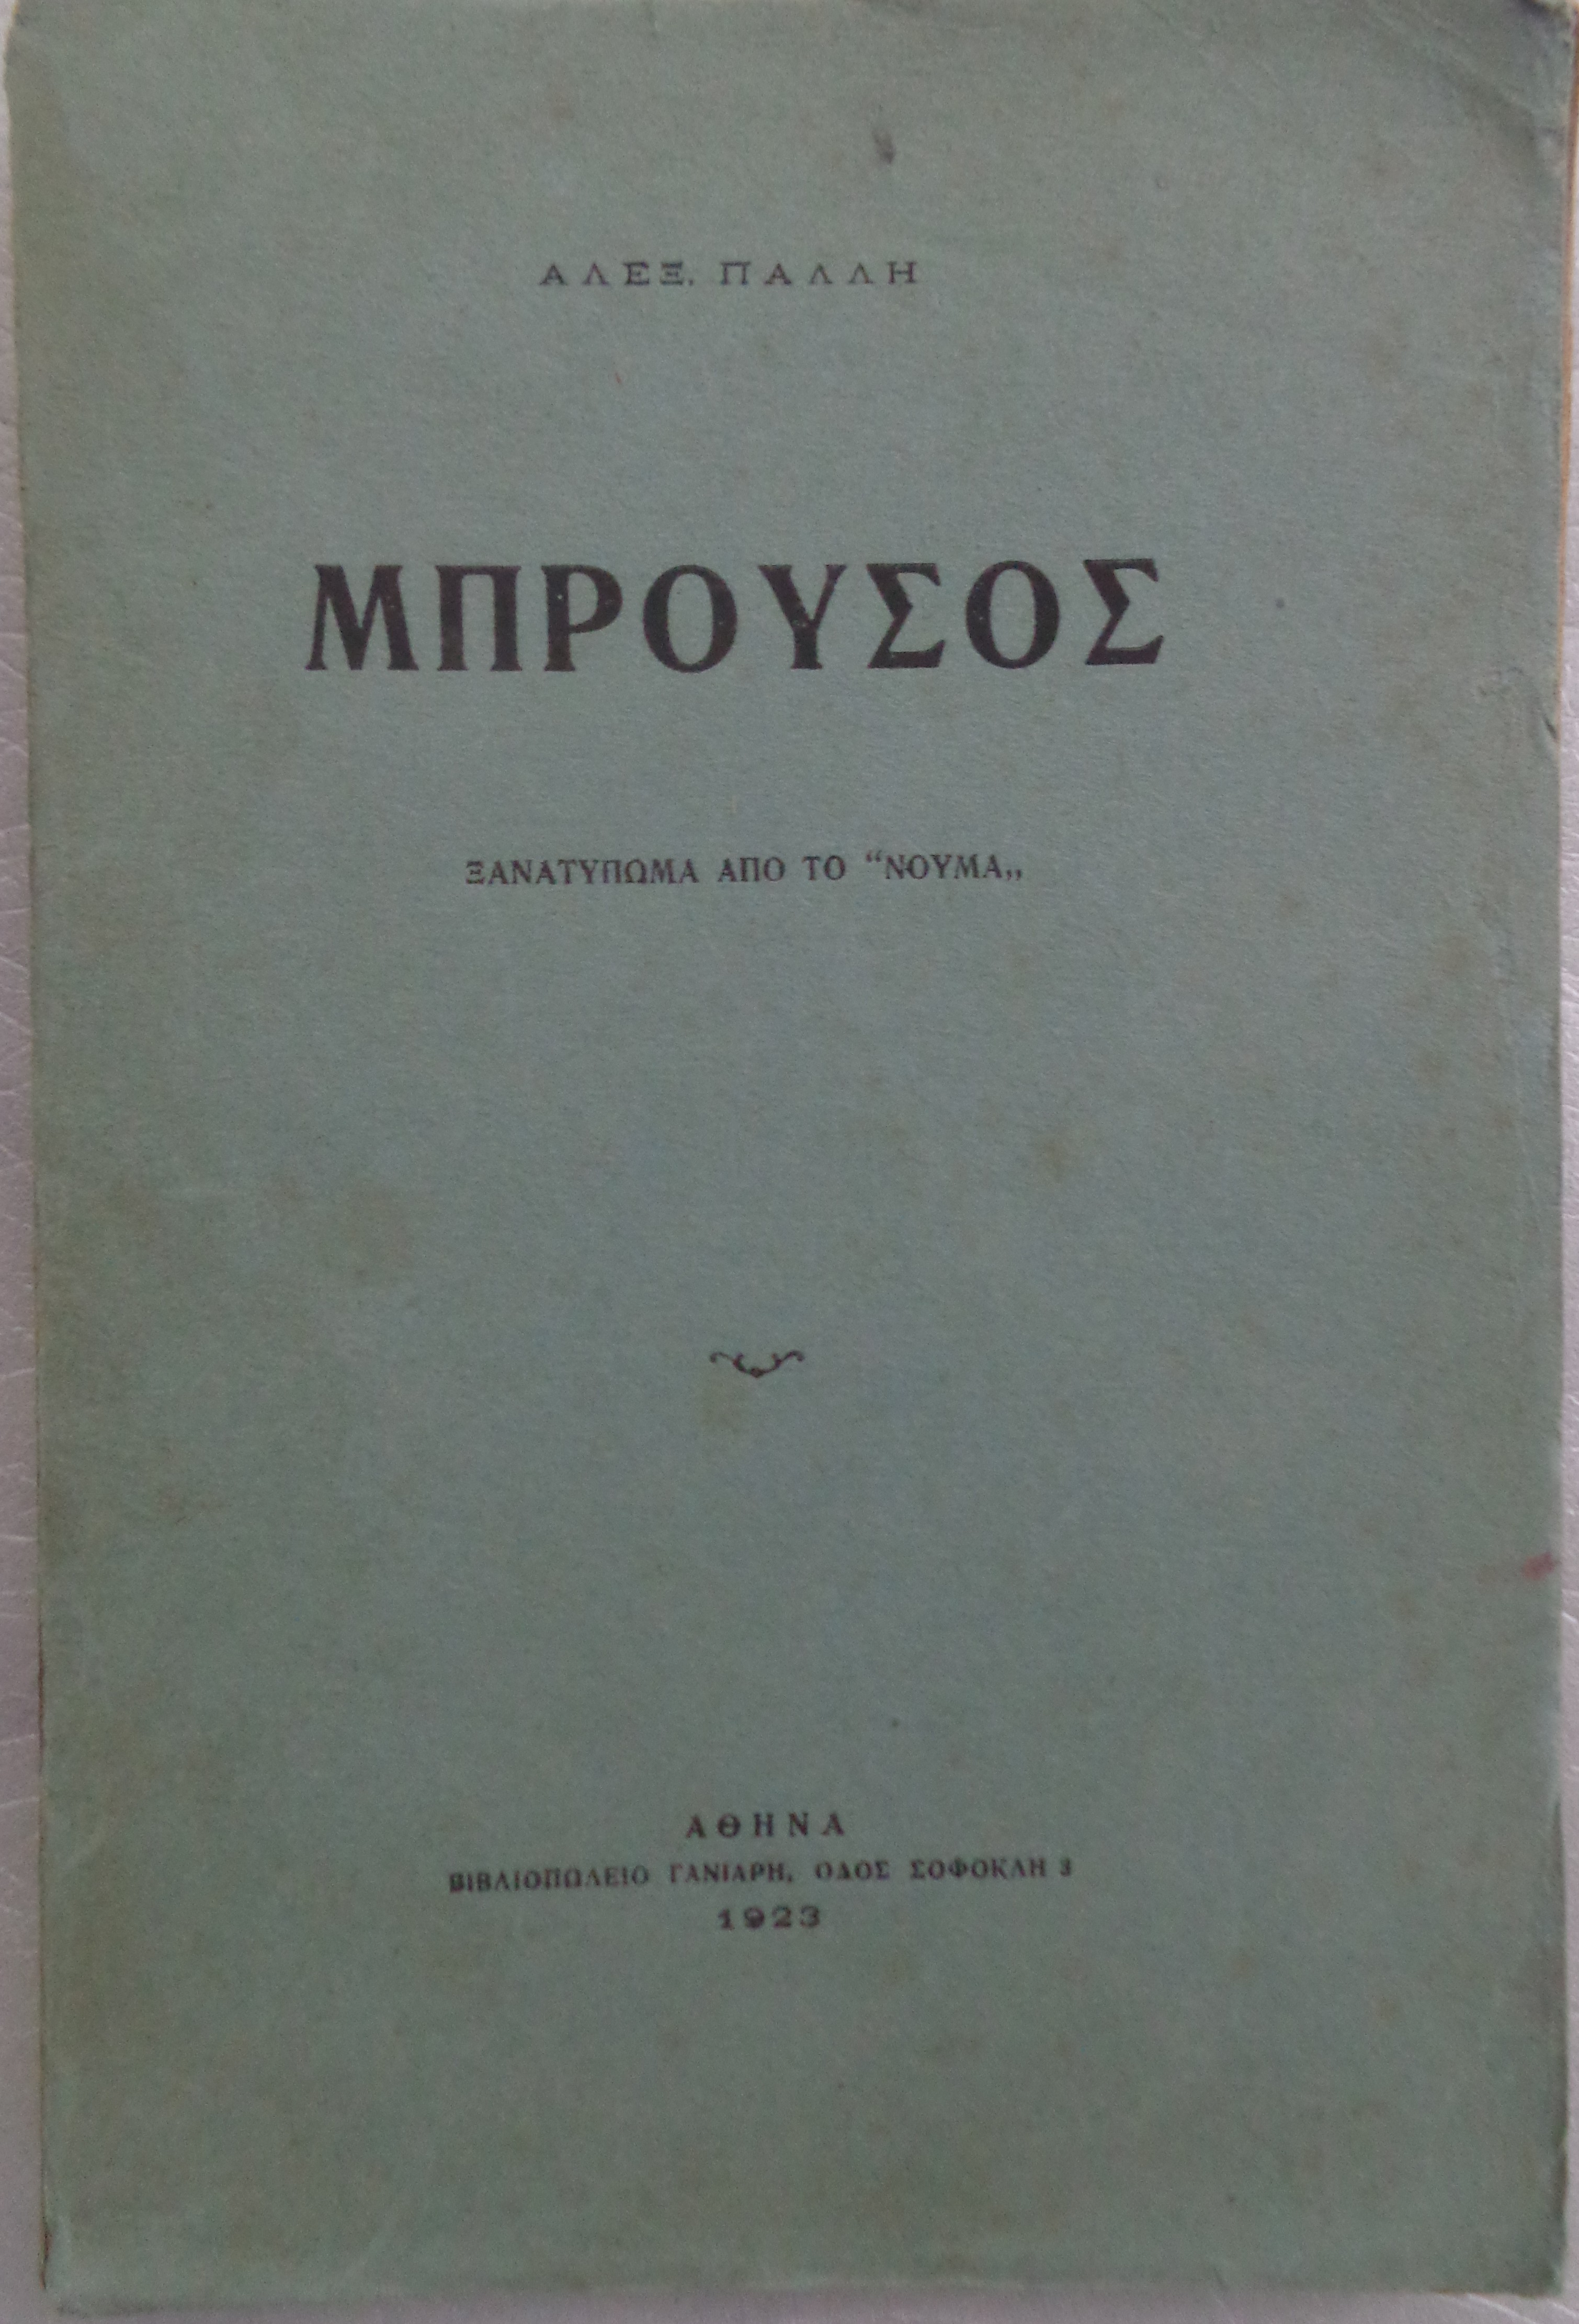 ΑΛΕΞ. ΠΑΛΛΗ
ΜΠΡΟΥΣΟΣ
ΞΑΝΑΤΥΠΩΜΑ ΑΠΟ ΤΟ “ΝΟΥΜΑ„
ΑΘΗΝΑ
ΒΙΒΛΙΟΠΩΛΕΙΟ ΓΑΝΙΑΡΗ, ΟΔΟΣ ΣΟΦΟΚΛΗ 3
1923